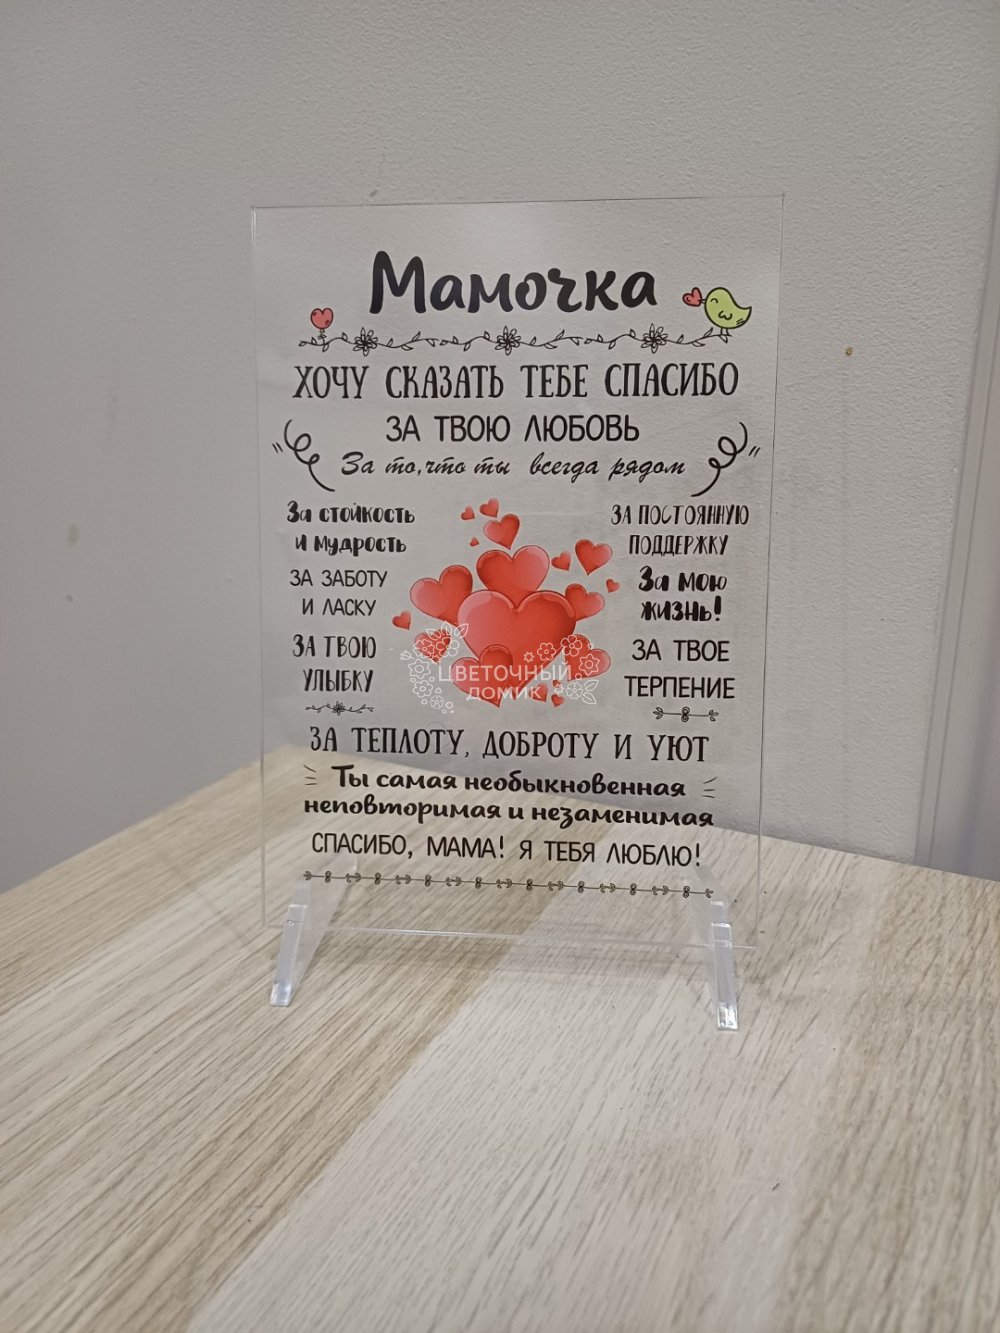 Мамочка
ХОЧУ СКАЗАТЬ ТЕБЕ СПАСИБО
ЗА ТВОЮ ЛЮБОВЬ
За то,что ты всегда рядом
За стойкость
и мудрость
ЗА ЗАБОТУ
И ЛАСКУ
ЗА ТВОЮ
УЛЫБКУ
ЗА ПОСТОЯННУЮ
ПОДДЕРЖКУ
За мою
жизнь!
ЗА ТВОЕ
ТЕРПЕНИЕ
ЦВЕТОЧНЫЙ
ДОМИК
ЗА ТЕПЛОТУ, ДОБРОТУ И УЮТ
Ты самая необыкновенная
неповторимая и незаменимая
СПАСИБО, МАМА! Я ТЕБЯ ЛЮБЛЮ!